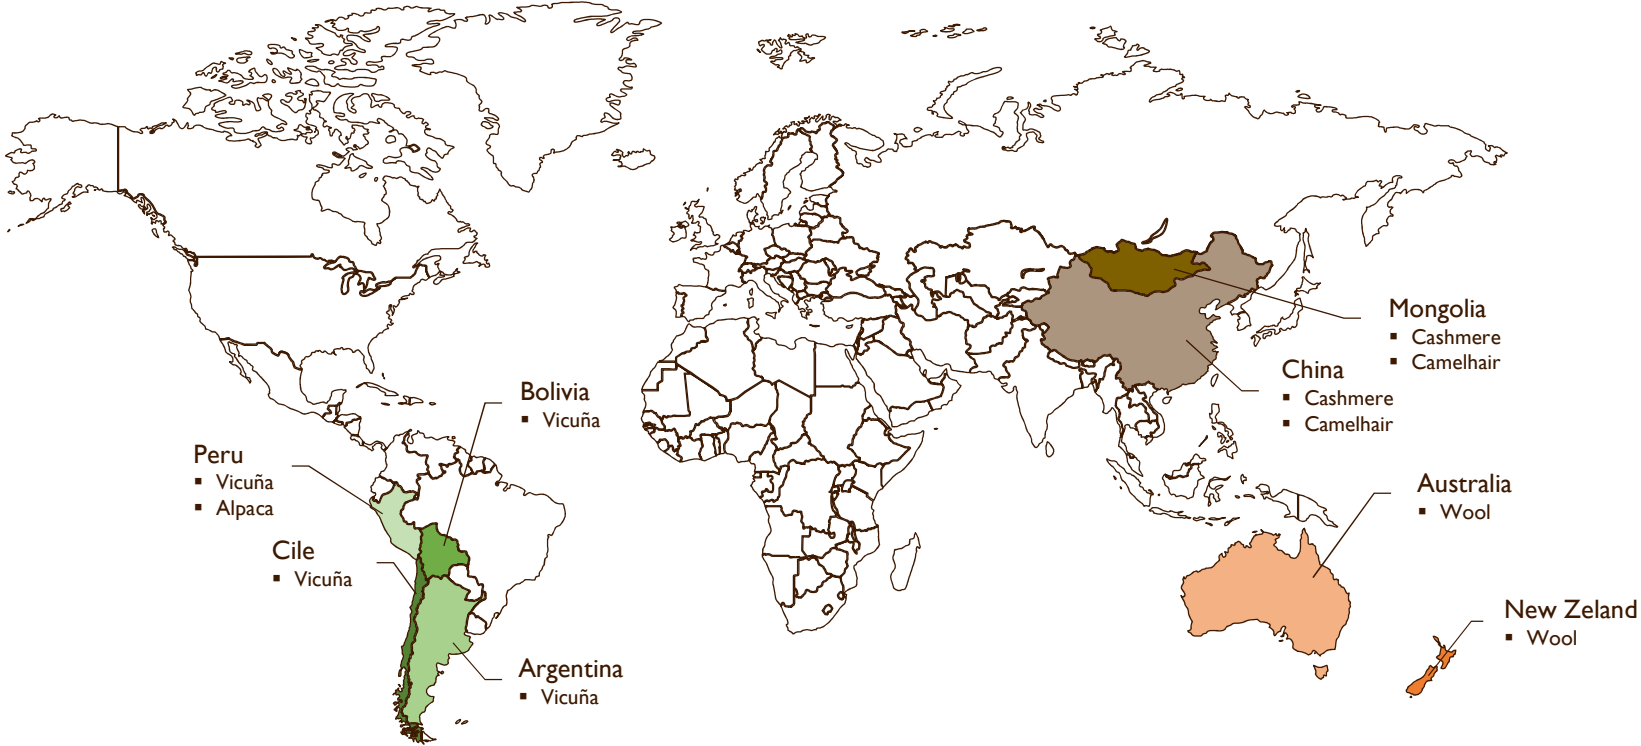 Bolivia
▪ Vicuña
Peru
▪ Vicuña
▪ Alpaca
Cile
▪ Vicuña
Argentina
▪ Vicuña
Mongolia
▪ Cashmere
▪ Camelhair
China
▪ Cashmere
▪ Camelhair
Australia
▪ Wool
New Zeland
▪ Wool